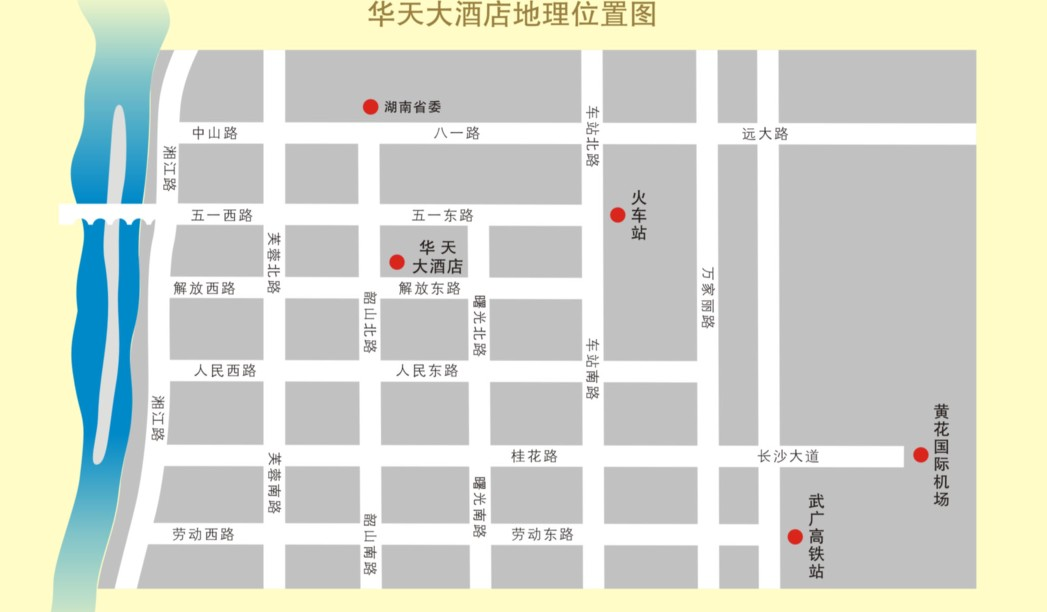 华天大酒店地理位置图
湖南省委
中山路
八一路
车站北路
远大路
湘江路
五一西路
五一东路
火车站
芙蓉北路
华天
大酒店
解放西路
解放东路
韶山北路
曙光北路
万家丽路
人民西路
人民东路
车站南路
湘江路
桂花路
长沙大道
黄花国际机场
芙蓉南路
曙光南路
韶山南路
劳动西路
劳动东路
武广高铁站